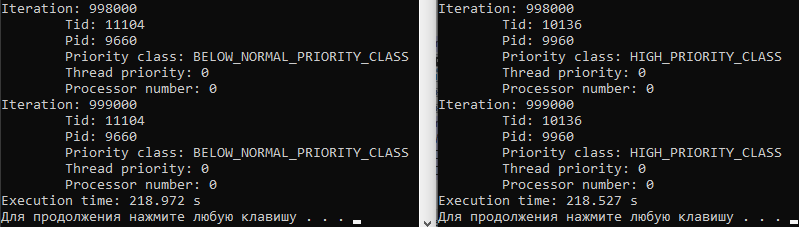 Iteration: 998000
Tid: 11104
Pid: 9660
Priority class: BELOW_NORMAL_PRIORITY_CLASS
Thread priority: 0
Processor number: 0
Iteration: 999000
Tid: 11104
Pid: 9660
Priority class: BELOW_NORMAL_PRIORITY_CLASS
Thread priority: 0
Processor number: 0
Execution time: 218.972 s
Для продолжения нажмите любую клавишу . . .
Iteration: 998000
Tid: 10136
Pid: 9960
Priority class: HIGH_PRIORITY_CLASS
Thread priority: 0
Processor number: 0
Iteration: 999000
Tid: 10136
Pid: 9960
Priority class: HIGH_PRIORITY_CLASS
Thread priority: 0
Processor number: 0
Execution time: 218.527 s
Для продолжения нажмите любую клавишу . . .